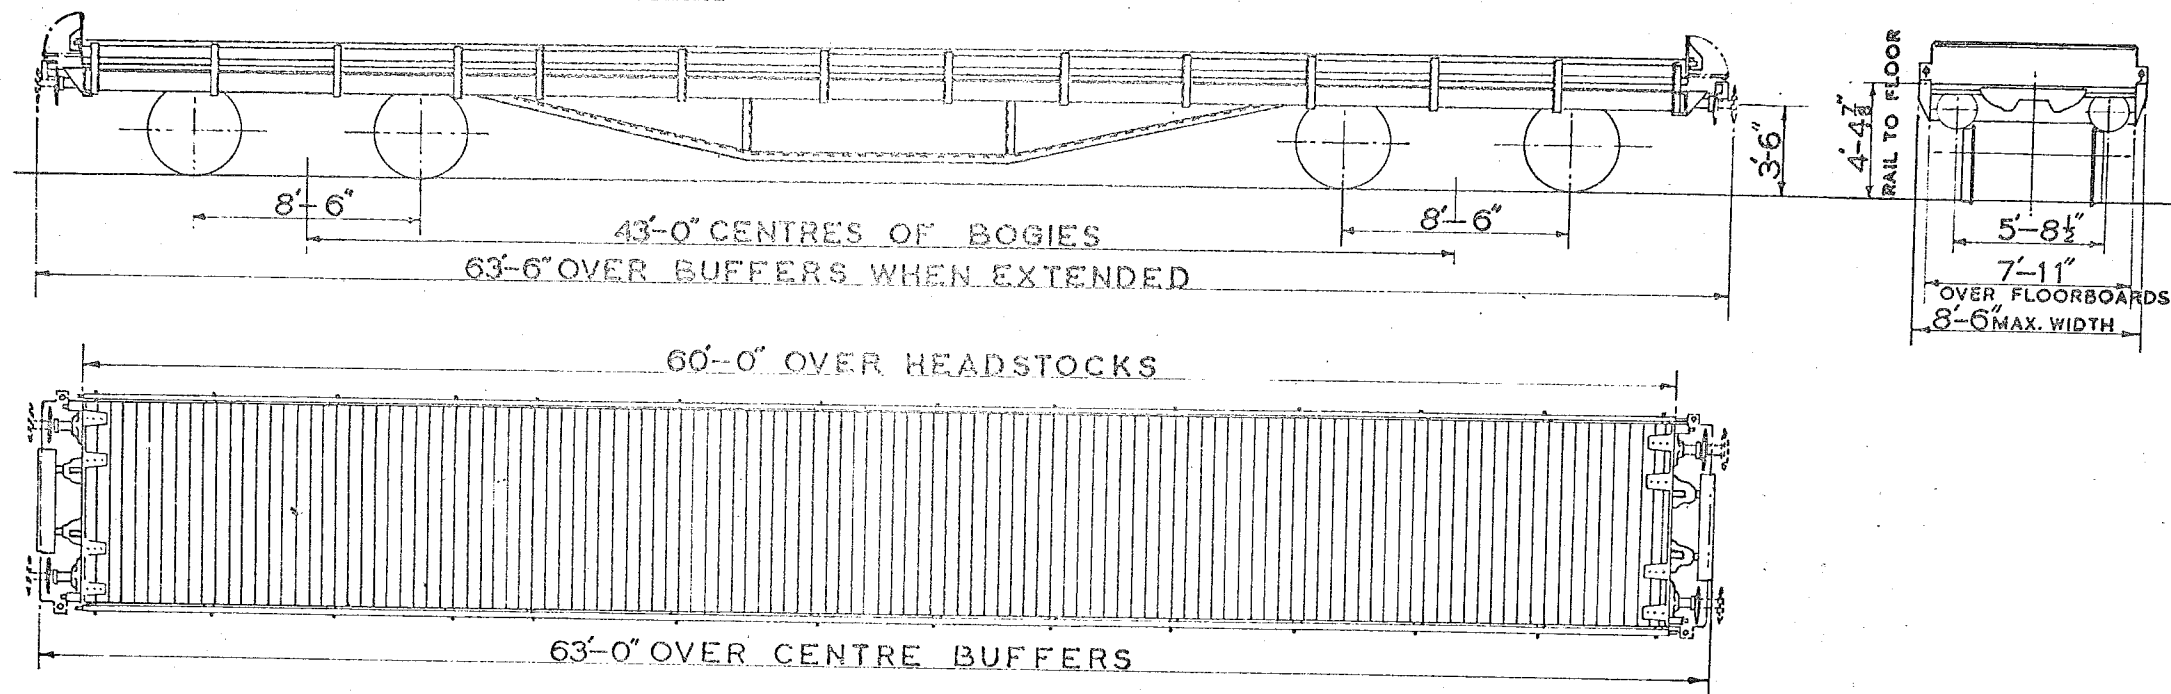 8'-6"
43'-0" CENTRES OF BOGIES
8'-6"
63'-6" OVER BUFFERS WHEN EXTENDED
3'-6"
4'-4⅞"
RAIL TO FLOOR
5'-8½"
7'-11"
OVER FLOORBOARDS
8'-6" MAX. WIDTH
60'-0" OVER HEADSTOCKS
63'-0" OVER CENTRE BUFFERS